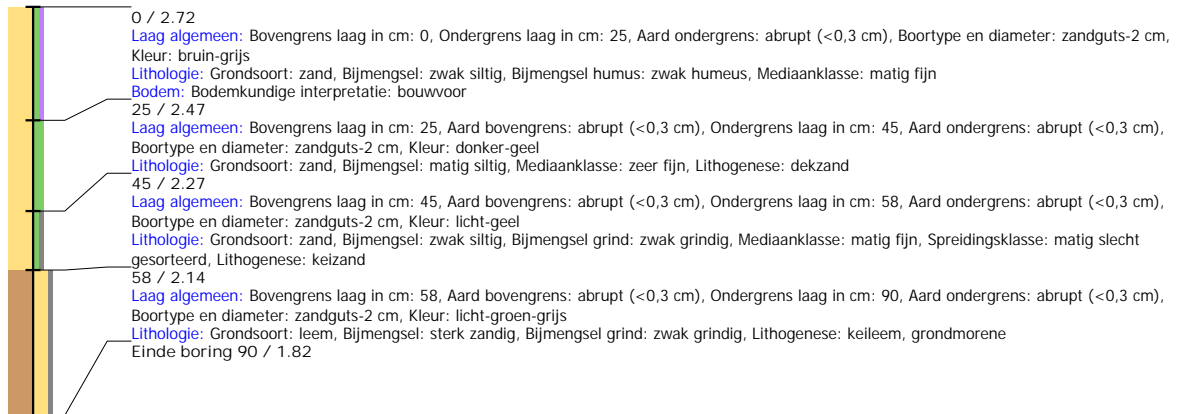 0 / 2.72
Laag algemeen: Bovengrens laag in cm: 0, Ondergrens laag in cm: 25, Aard ondergrens: abrupt (<0,3 cm), Boortype en diameter: zandguts-2 cm,
Kleur: bruin-grijs
Lithologie: Grondsoort: zand, Bijmengsel: zwak siltig, Bijmengsel humus: zwak humeus, Mediaanklasse: matig fijn
Bodem: Bodemkundige interpretatie: bouwvoor
25 / 2.47
Laag algemeen: Bovengrens laag in cm: 25, Aard bovengrens: abrupt (<0,3 cm), Ondergrens laag in cm: 45, Aard ondergrens: abrupt (<0,3 cm),
Boortype en diameter: zandguts-2 cm, Kleur: donker-geel
Lithologie: Grondsoort: zand, Bijmengsel: matig siltig, Mediaanklasse: zeer fijn, Lithogenese: dekzand
45 / 2.27
Laag algemeen: Bovengrens laag in cm: 45, Aard bovengrens: abrupt (<0,3 cm), Ondergrens laag in cm: 58, Aard ondergrens: abrupt (<0,3 cm),
Boortype en diameter: zandguts-2 cm, Kleur: licht-geel
Lithologie: Grondsoort: zand, Bijmengsel: zwak siltig, Bijmengsel grind: zwak grindig, Mediaanklasse: matig fijn, Spreidingsklasse: matig slecht
gesorteerd, Lithogenese: keizand
58 / 2.14
Laag algemeen: Bovengrens laag in cm: 58, Aard bovengrens: abrupt (<0,3 cm), Ondergrens laag in cm: 90, Aard ondergrens: abrupt (<0,3 cm),
Boortype en diameter: zandguts-2 cm, Kleur: licht-groen-grijs
Lithologie: Grondsoort: leem, Bijmengsel: sterk zandig, Bijmengsel grind: zwak grindig, Lithogenese: keileem, grondmorene
Einde boring 90 / 1.82